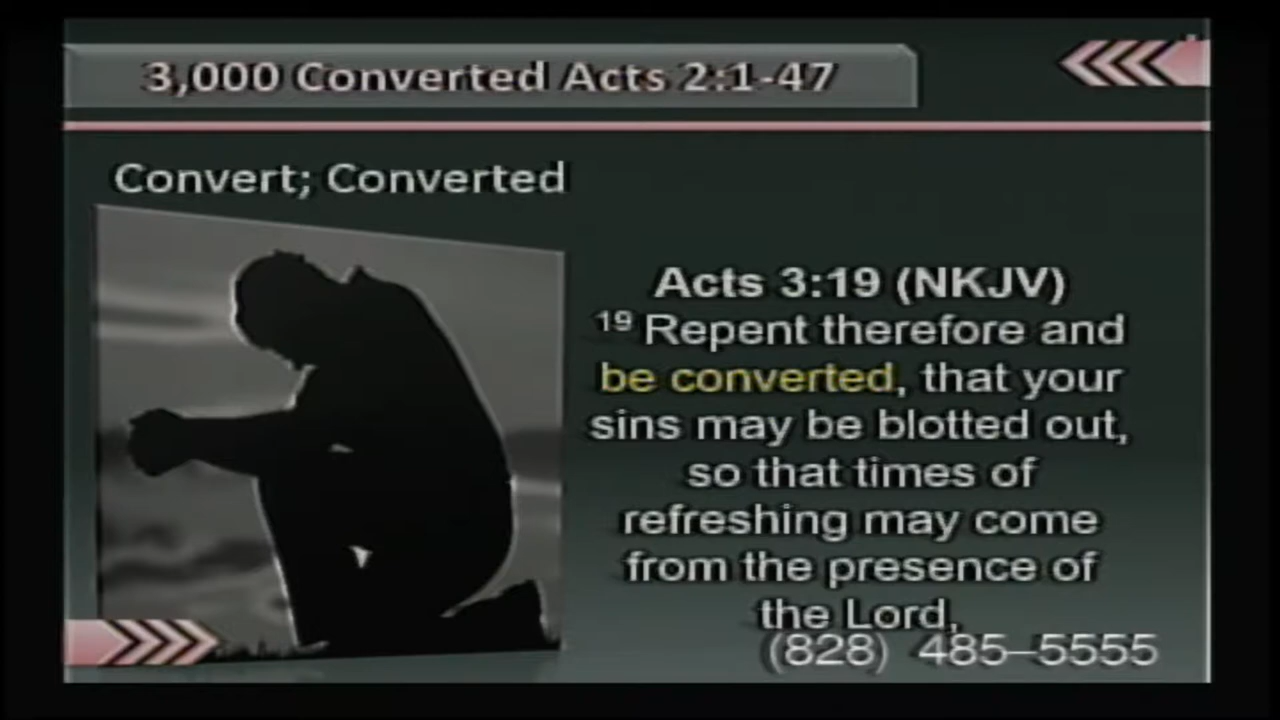 3,000 Converted Acts 2:1-47
Convert; Converted
Acts 3:19 (NKJV)
19 Repent therefore and
be converted, that your
sins may be blotted out,
so that times of
refreshing may come
from the presence of
the Lord,
(828) 485–5555